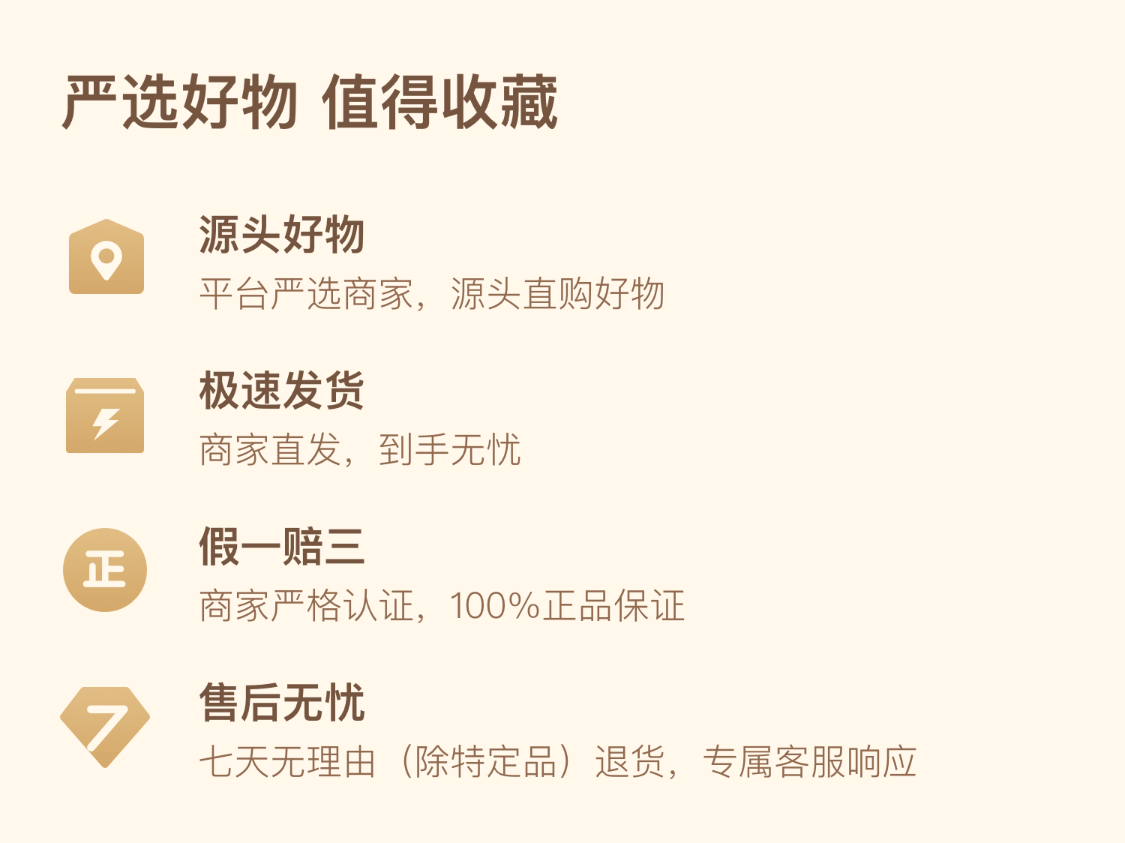 严选好物 值得收藏
源头好物
平台严选商家，源头直购好物
极速发货
商家直发，到手无忧
正
假一赔三
商家严格认证，100%正品保证
7
售后无忧
七天无理由（除特定品）退货，专属客服响应